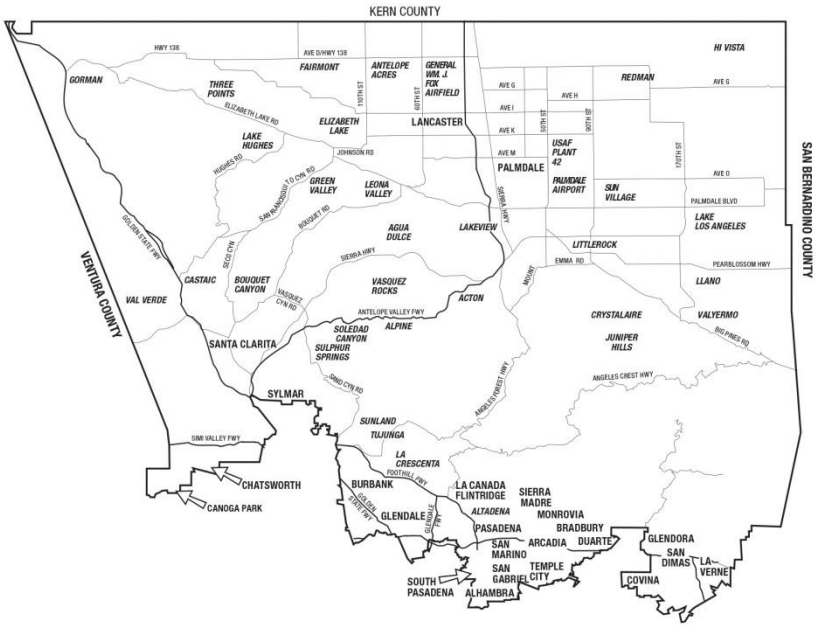 KERN COUNTY
HI VISTA
HWY 138
AVE D/HWY 138
GORMAN
THREE
POINTS
FAIRMONT
110TH ST
ANTELOPE
ACRES
60TH ST
GENERAL
WM. J.
FOX
AIRFIELD
REDMAN
AVE G
AVE G
AVE H
AVE I
50TH ST
90TH ST
ELIZABETH LAKE RD
ELIZABETH
LAKE
LANCASTER
AVE K
170TH ST
LAKE
HUGHES
HUGHES RD
JOHNSON RD
AVE M
USAF
PLANT
42
SAN BERNARDINO COUNTY
PALMDALE
SAN FRANCISQUITO CYN RD
GREEN
VALLEY
LEONA
VALLEY
PALMDALE
AIRPORT
SUN
VILLAGE
AVE O
SIERRA HWY
PALMDALE BLVD
BOUQUET RD
GOLDEN STATE FWY
AGUA
DULCE
LAKEVIEW
LAKE
LOS ANGELES
LITTLEROCK
SECO CYN
SIERRA HWY
EMMA RD
PEARBLOSSOM HWY
VENTURA COUNTY
CASTAIC
BOUQUET
CANYON
VASQUEZ
CYN RD
VASQUEZ
ROCKS
MOUNT
LLANO
VAL VERDE
ACTON
ANTELOPE VALLEY FWY
CRYSTALAIRE
VALYERMO
SOLEDAD
CANYON
ALPINE
BIG PINES RD
SANTA CLARITA
SULPHUR
SPRINGS
JUNIPER
HILLS
SAND CYN RD
ANGELES FOREST HWY
ANGELES CREST HWY
SYLMAR
SUNLAND
TUJUNGA
SIMI VALLEY FWY
LA
CRESCENTA
FOOTHILL FWY
CHATSWORTH
CANOGA PARK
BURBANK
GOLDEN
STATE FWY
GLENDALE
GLENDALE
FWY
LA CANADA
FLINTRIDGE
SIERRA
MADRE
ALTADENA
MONROVIA
PASADENA
BRADBURY
SAN
MARINO
ARCADIA
DUARTE
GLENDORA
SAN
DIMAS
LA
VERNE
SOUTH
PASADENA
SAN
GABRIEL
TEMPLE
CITY
COVINA
ALHAMBRA